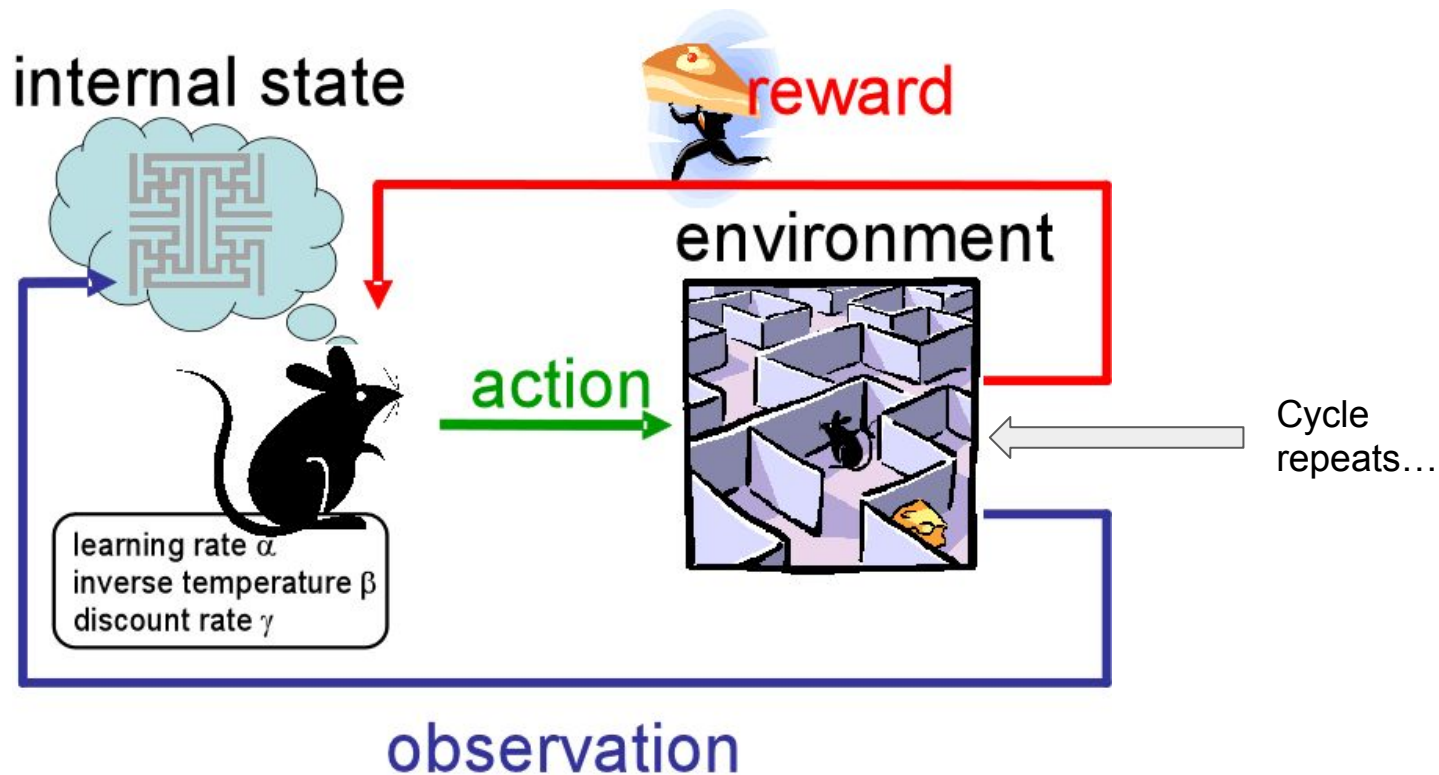 internal state
reward
environment
action
Cycle
repeats…
learning rate α
inverse temperature β
discount rate γ
observation